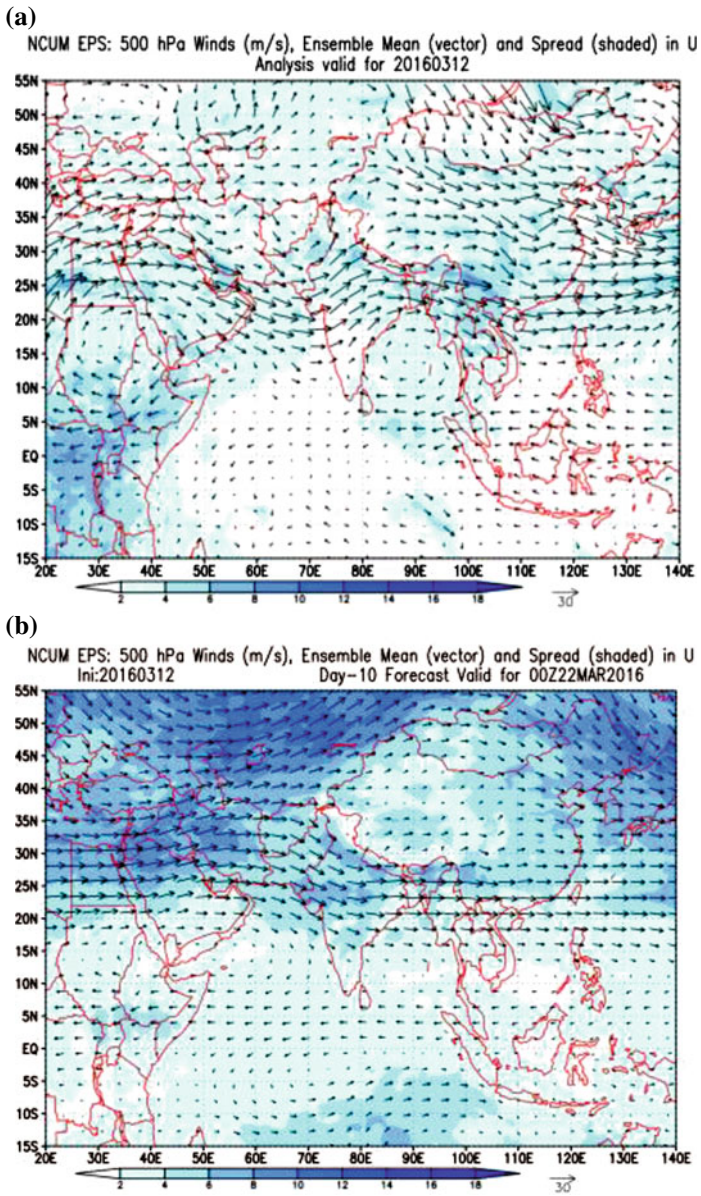 (a)
NCUM EPS: 500 hPa Winds (m/s), Ensemble Mean (vector) and Spread (shaded) in U
Analysis valid for 20160312
55N
50N
45N
40N
35N
30N
25N
20N
15N
10N
5N
EQ
5S
10S
15S
20E 30E 40E 50E 60E 70E 80E 90E 100E 110E 120E 130E 140E
2 4 6 8 10 12 14 16 18
30
(b)
NCUM EPS: 500 hPa Winds (m/s), Ensemble Mean (vector) and Spread (shaded) in U
Ini:20160312 Day-10 Forecast Valid for 00Z22MAR2016
55N
50N
45N
40N
35N
30N
25N
20N
15N
10N
5N
EQ
5S
10S
15S
20E 30E 40E 50E 60E 70E 80E 90E 100E 110E 120E 130E 140E
2 4 6 8 10 12 14 16 18
30